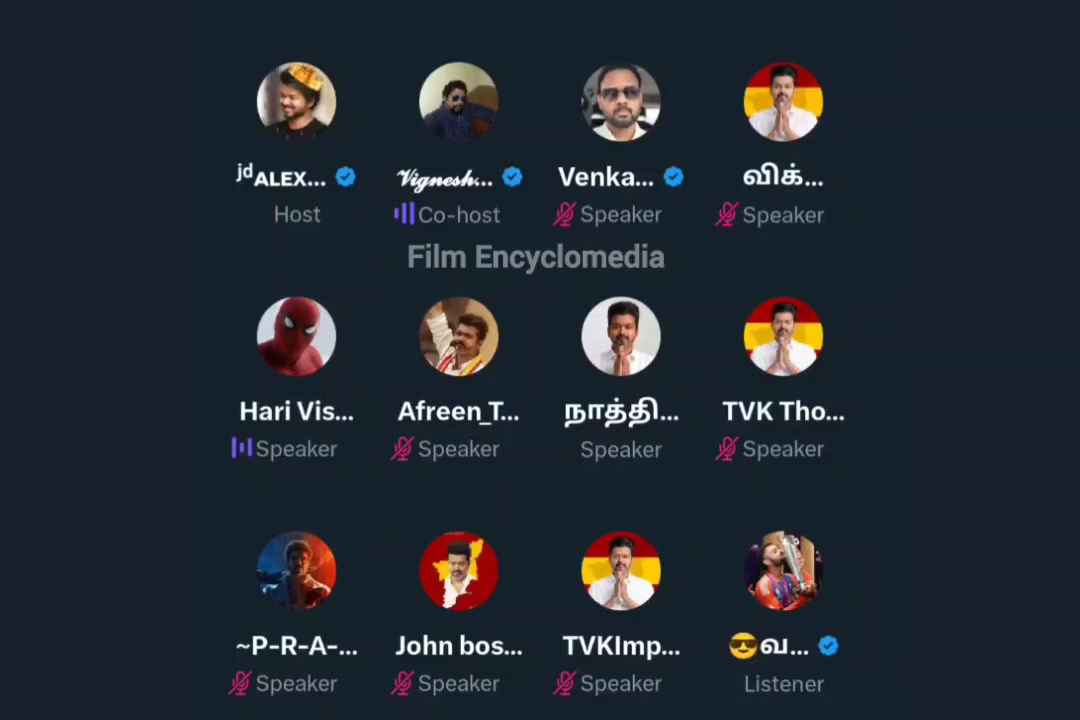 jdALEX...
Host
Vignesh...
Co-host
Venka...
Speaker
விக்...
Speaker
Film Encyclomedia
Hari Vis...
Speaker
Afreen_T...
Speaker
நாத்தி...
Speaker
TVK Tho...
Speaker
~P-R-A-...
Speaker
John bos...
Speaker
TVKImp...
Speaker
😎வ...
Listener